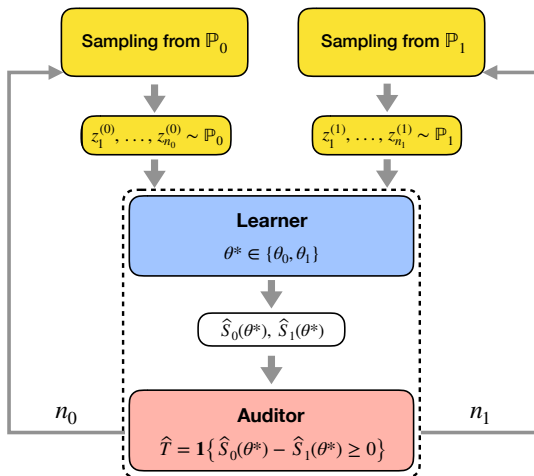 Sampling from ℙ₀
Sampling from ℙ₁
z₁⁽⁰⁾, . . . , zₙ₀⁽⁰⁾ ∼ ℙ₀
z₁⁽¹⁾, . . . , zₙ₁⁽¹⁾ ∼ ℙ₁
Learner
θ* ∈ {θ₀, θ₁}
Ŝ₀(θ*), Ŝ₁(θ*)
n₀
n₁
Auditor
T̂ = 𝟏{Ŝ₀(θ*) − Ŝ₁(θ*) ≥ 0}